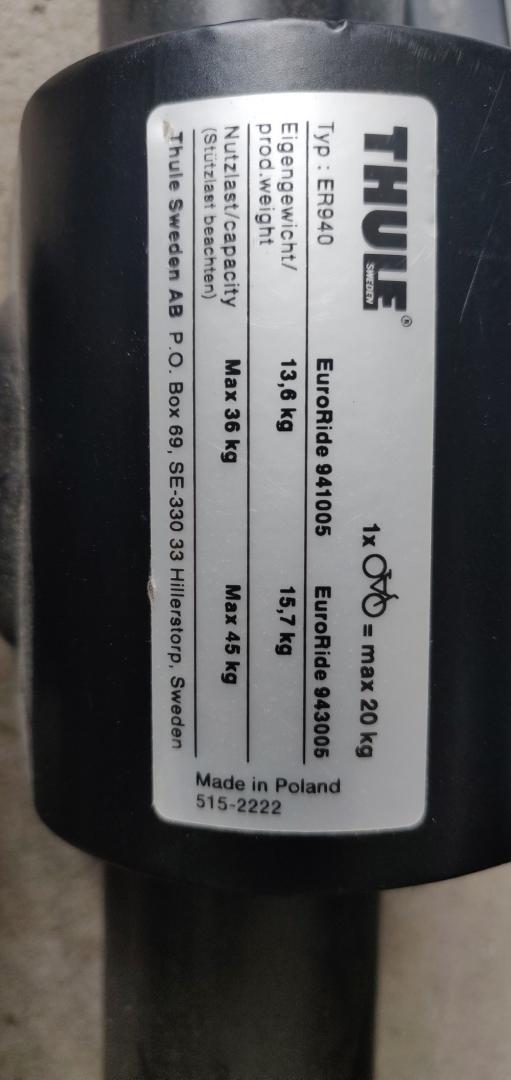 THULE®
SWEDEN
1x = max 20 kg
Typ : ER940 EuroRide 941005 EuroRide 943005
Eigengewicht/ 13,6 kg 15,7 kg
prod.weight
Nutzlast/capacity Max 36 kg Max 45 kg
(Stützlast beachten)
Thule Sweden AB P.O. Box 69, SE-330 33 Hillerstorp, Sweden
Made in Poland
515-2222